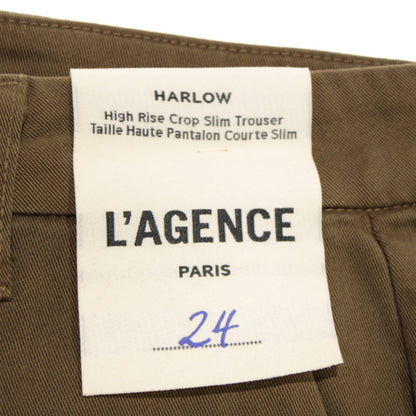 HARLOW
High Rise Crop Slim Trouser
Taille Haute Pantalon Courte Slim
L'AGENCE
PARIS
24